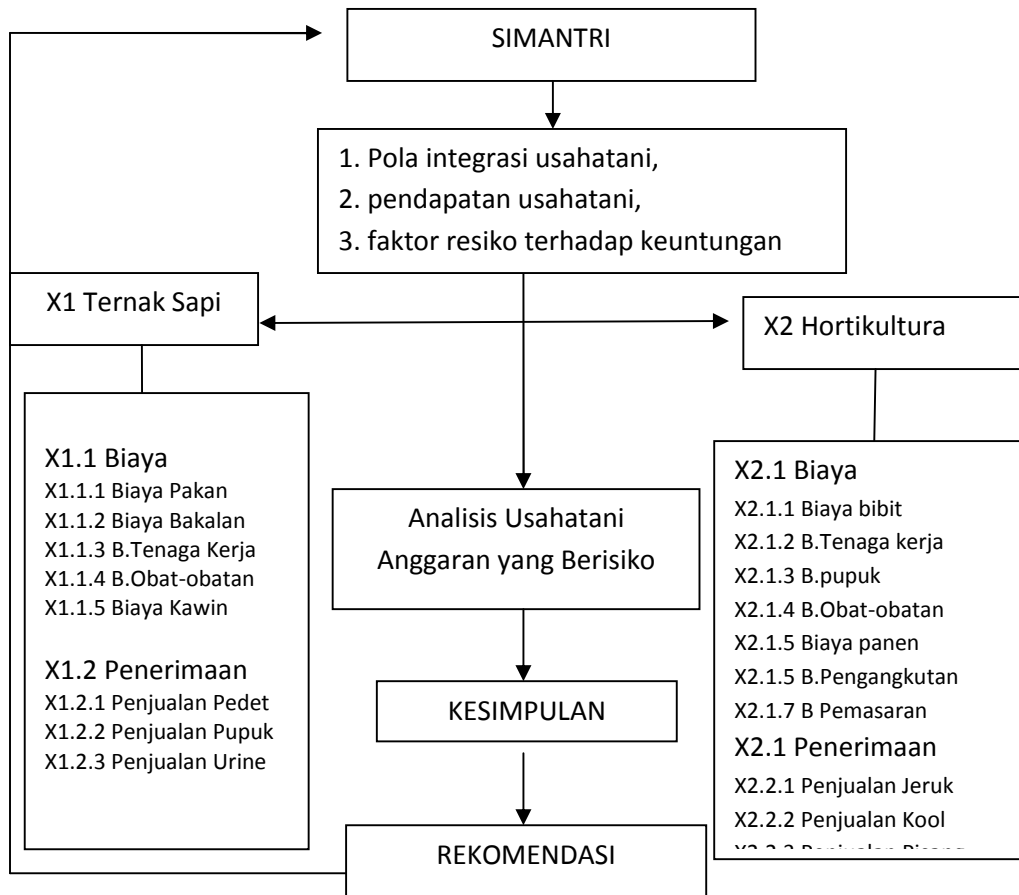 SIMANTRI
1. Pola integrasi usahatani,
2. pendapatan usahatani,
3. faktor resiko terhadap keuntungan
X1 Ternak Sapi
X2 Hortikultura
X1.1 Biaya
X1.1.1 Biaya Pakan
X1.1.2 Biaya Bakalan
X1.1.3 B.Tenaga Kerja
X1.1.4 B.Obat-obatan
X1.1.5 Biaya Kawin
X1.2 Penerimaan
X1.2.1 Penjualan Pedet
X1.2.2 Penjualan Pupuk
X1.2.3 Penjualan Urine
Analisis Usahatani
Anggaran yang Berisiko
X2.1 Biaya
X2.1.1 Biaya bibit
X2.1.2 B.Tenaga kerja
X2.1.3 B.pupuk
X2.1.4 B.Obat-obatan
X2.1.5 Biaya panen
X2.1.5 B.Pengangkutan
X2.1.7 B Pemasaran
X2.1 Penerimaan
X2.2.1 Penjualan Jeruk
X2.2.2 Penjualan Kool
X2.2.3 Penjualan Pisang
KESIMPULAN
REKOMENDASI